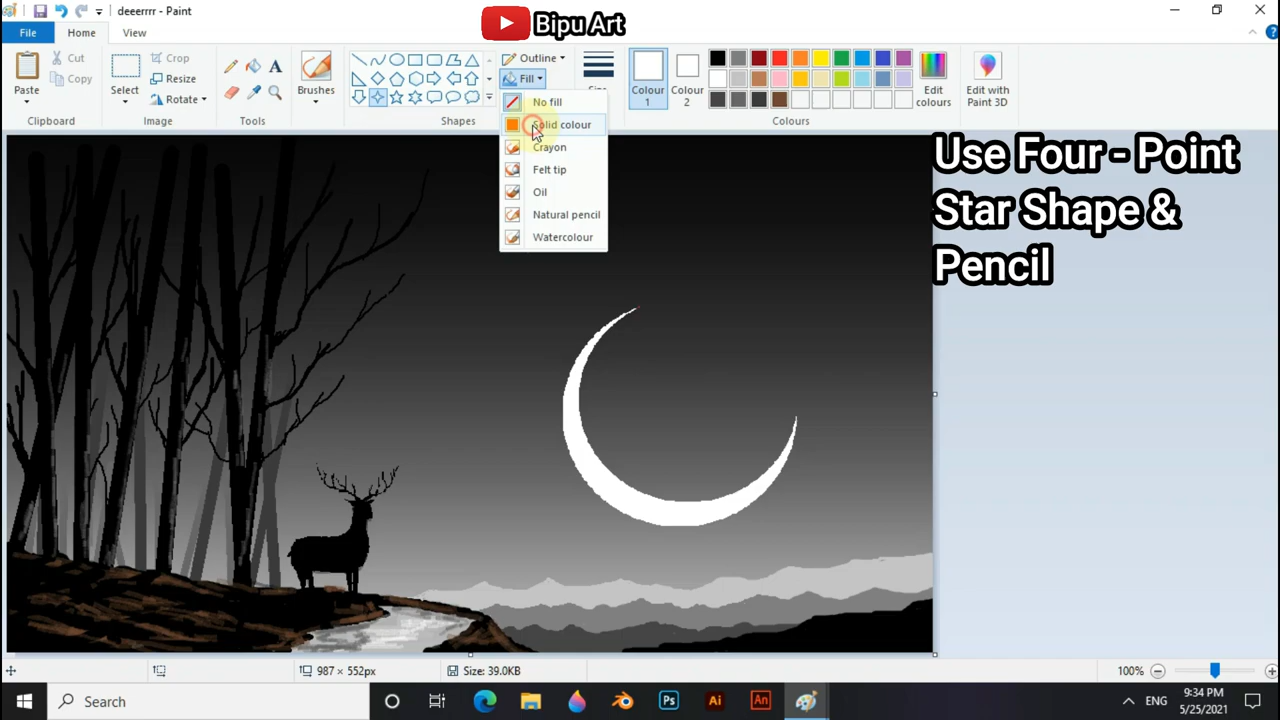 deeerrrr - Paint
Bipu Art
File
Home
View
Paste
Cut
Copy
Clipboard
Select
Crop
Resize
Rotate
Image
A
Tools
Brushes
Outline
Fill
Shapes
Colour
1
Colour
2
Edit
colours
Edit with
Paint 3D
Colours
No fill
Solid colour
Crayon
Felt tip
Oil
Natural pencil
Watercolour
Use Four - Point
Star Shape &
Pencil
987 × 552px
Size: 39.0KB
100%
Search
Ps
Ai
An
ENG
9:34 PM
5/25/2021